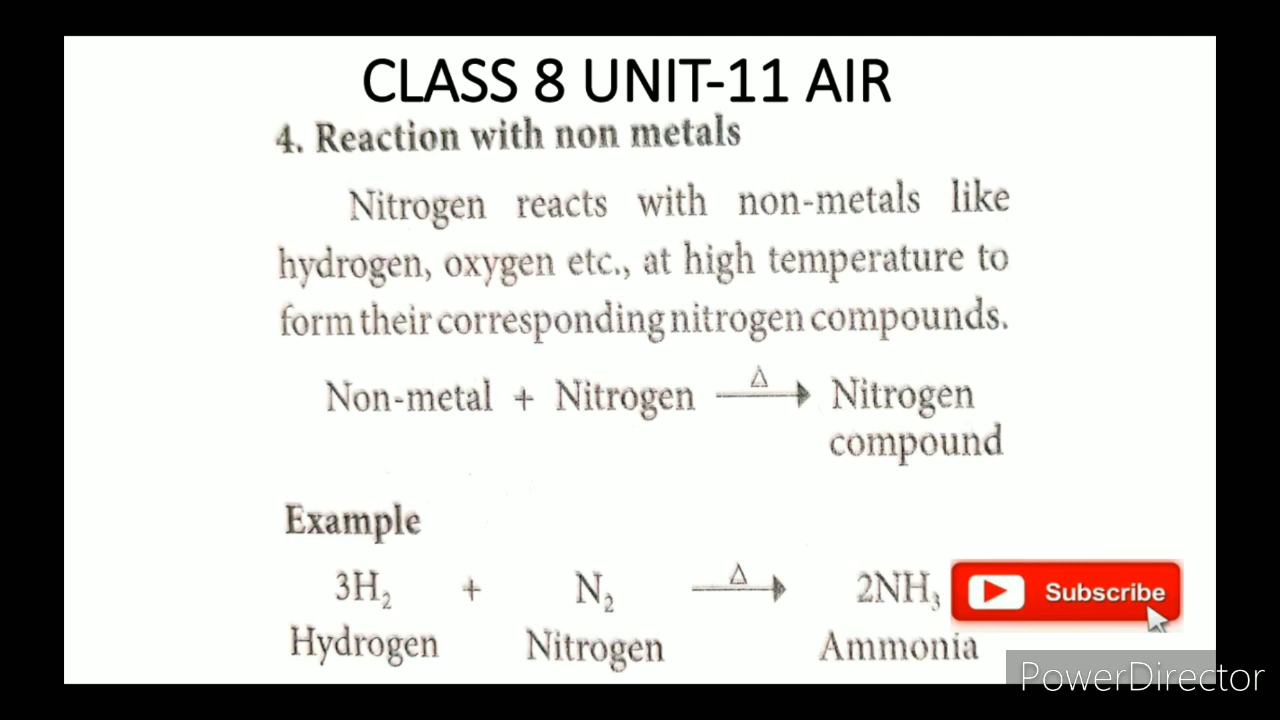 CLASS 8 UNIT-11 AIR
4. Reaction with non metals
Nitrogen reacts with non-metals like
hydrogen, oxygen etc., at high temperature to
form their corresponding nitrogen compounds.
Non-metal + Nitrogen Δ→ Nitrogen
compound
Example
3H₂ + N₂ Δ→ 2NH₃
Hydrogen Nitrogen Ammonia
Subscribe
PowerDirector